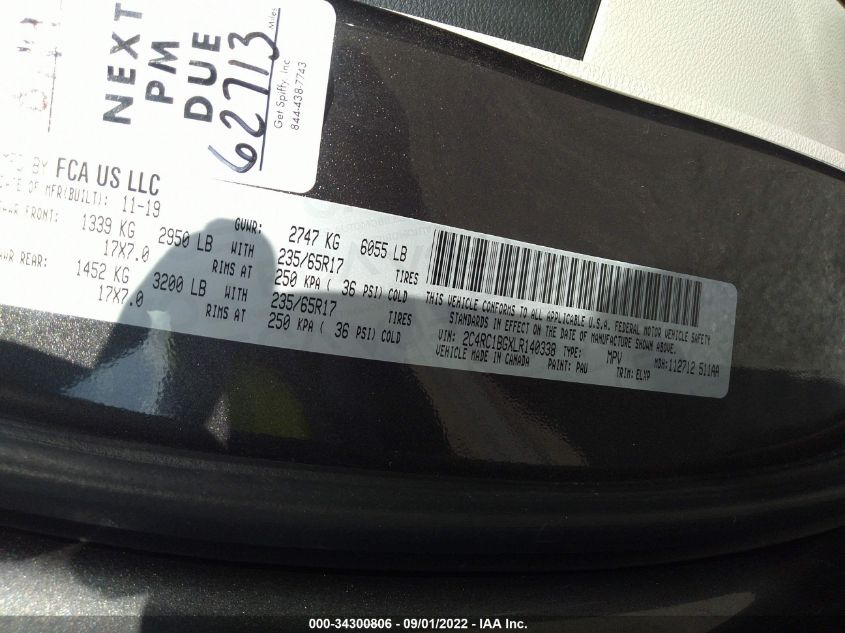 NEXT
PM
DUE
62713
Miles
Get Spiffy, Inc.
844-438-7743
BY FCA US LLC
DATE OF MFR(BUILT): 11-19
GVWR: 2747 KG 6055 LB
FRONT: 1339 KG 2950 LB WITH 235/65R17 TIRES
17X7.0 RIMS AT 250 KPA ( 36 PSI) COLD
REAR: 1452 KG 3200 LB WITH 235/65R17 TIRES
17X7.0 RIMS AT 250 KPA ( 36 PSI) COLD
THIS VEHICLE CONFORMS TO ALL APPLICABLE U.S.A. FEDERAL MOTOR VEHICLE SAFETY
STANDARDS IN EFFECT ON THE DATE OF MANUFACTURE SHOWN ABOVE.
VIN: 2C4RC1BGXLR140338 TYPE: MPV MDH:112712 511AA
VEHICLE MADE IN CANADA PAINT: PAU TRIM: ELXP
000-34300806 - 09/01/2022 - IAA Inc.